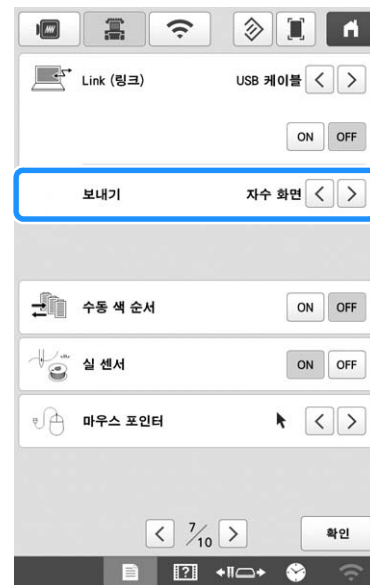 Link (링크) USB 케이블
ON OFF
보내기 자수 화면
수동 색 순서 ON OFF
실 센서 ON OFF
마우스 포인터
7/10 확인